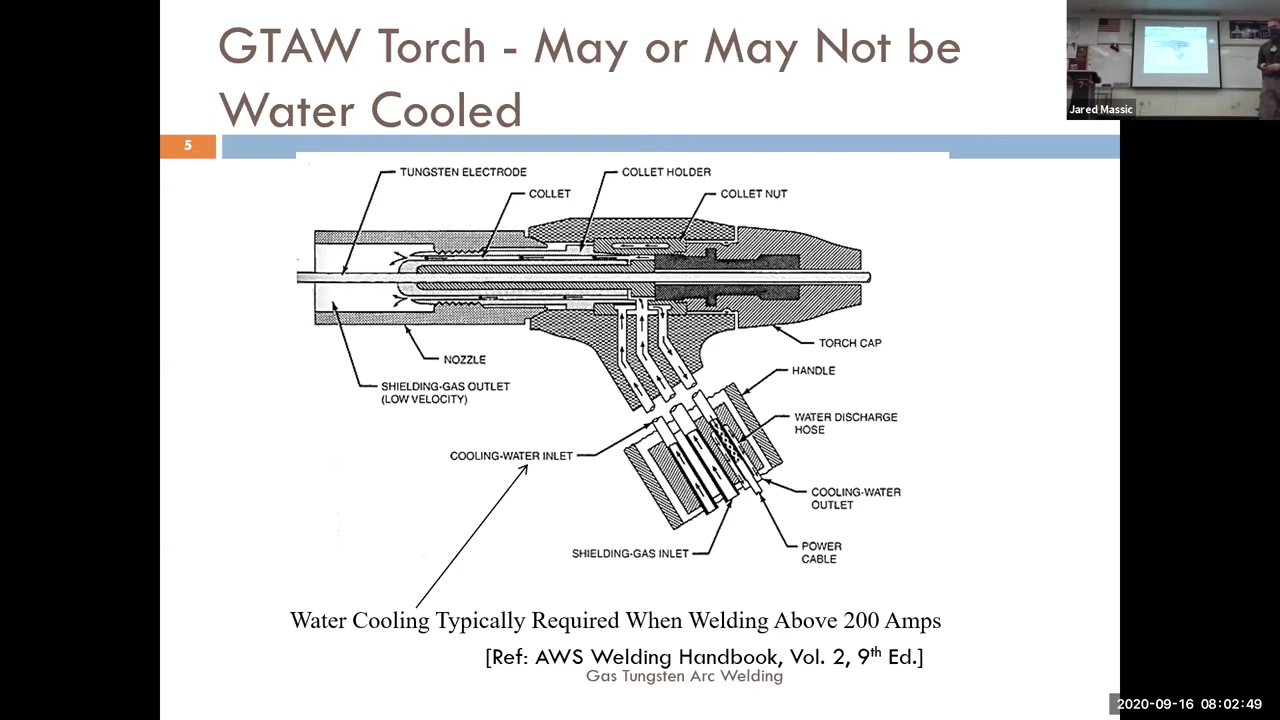 GTAW Torch - May or May Not be
Water Cooled
Jared Massic
5
TUNGSTEN ELECTRODE
COLLET HOLDER
COLLET
COLLET NUT
TORCH CAP
NOZZLE
HANDLE
SHIELDING-GAS OUTLET
(LOW VELOCITY)
WATER DISCHARGE
HOSE
COOLING-WATER INLET
COOLING-WATER
OUTLET
SHIELDING-GAS INLET
POWER
CABLE
Water Cooling Typically Required When Welding Above 200 Amps
[Ref: AWS Welding Handbook, Vol. 2, 9th Ed.]
Gas Tungsten Arc Welding
2020-09-16 08:02:49